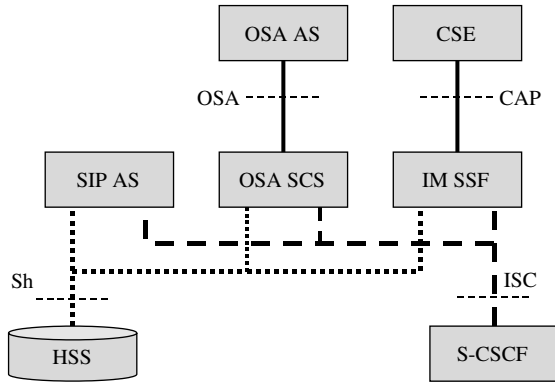 OSA AS
CSE
OSA
CAP
SIP AS
OSA SCS
IM SSF
Sh
ISC
HSS
S-CSCF